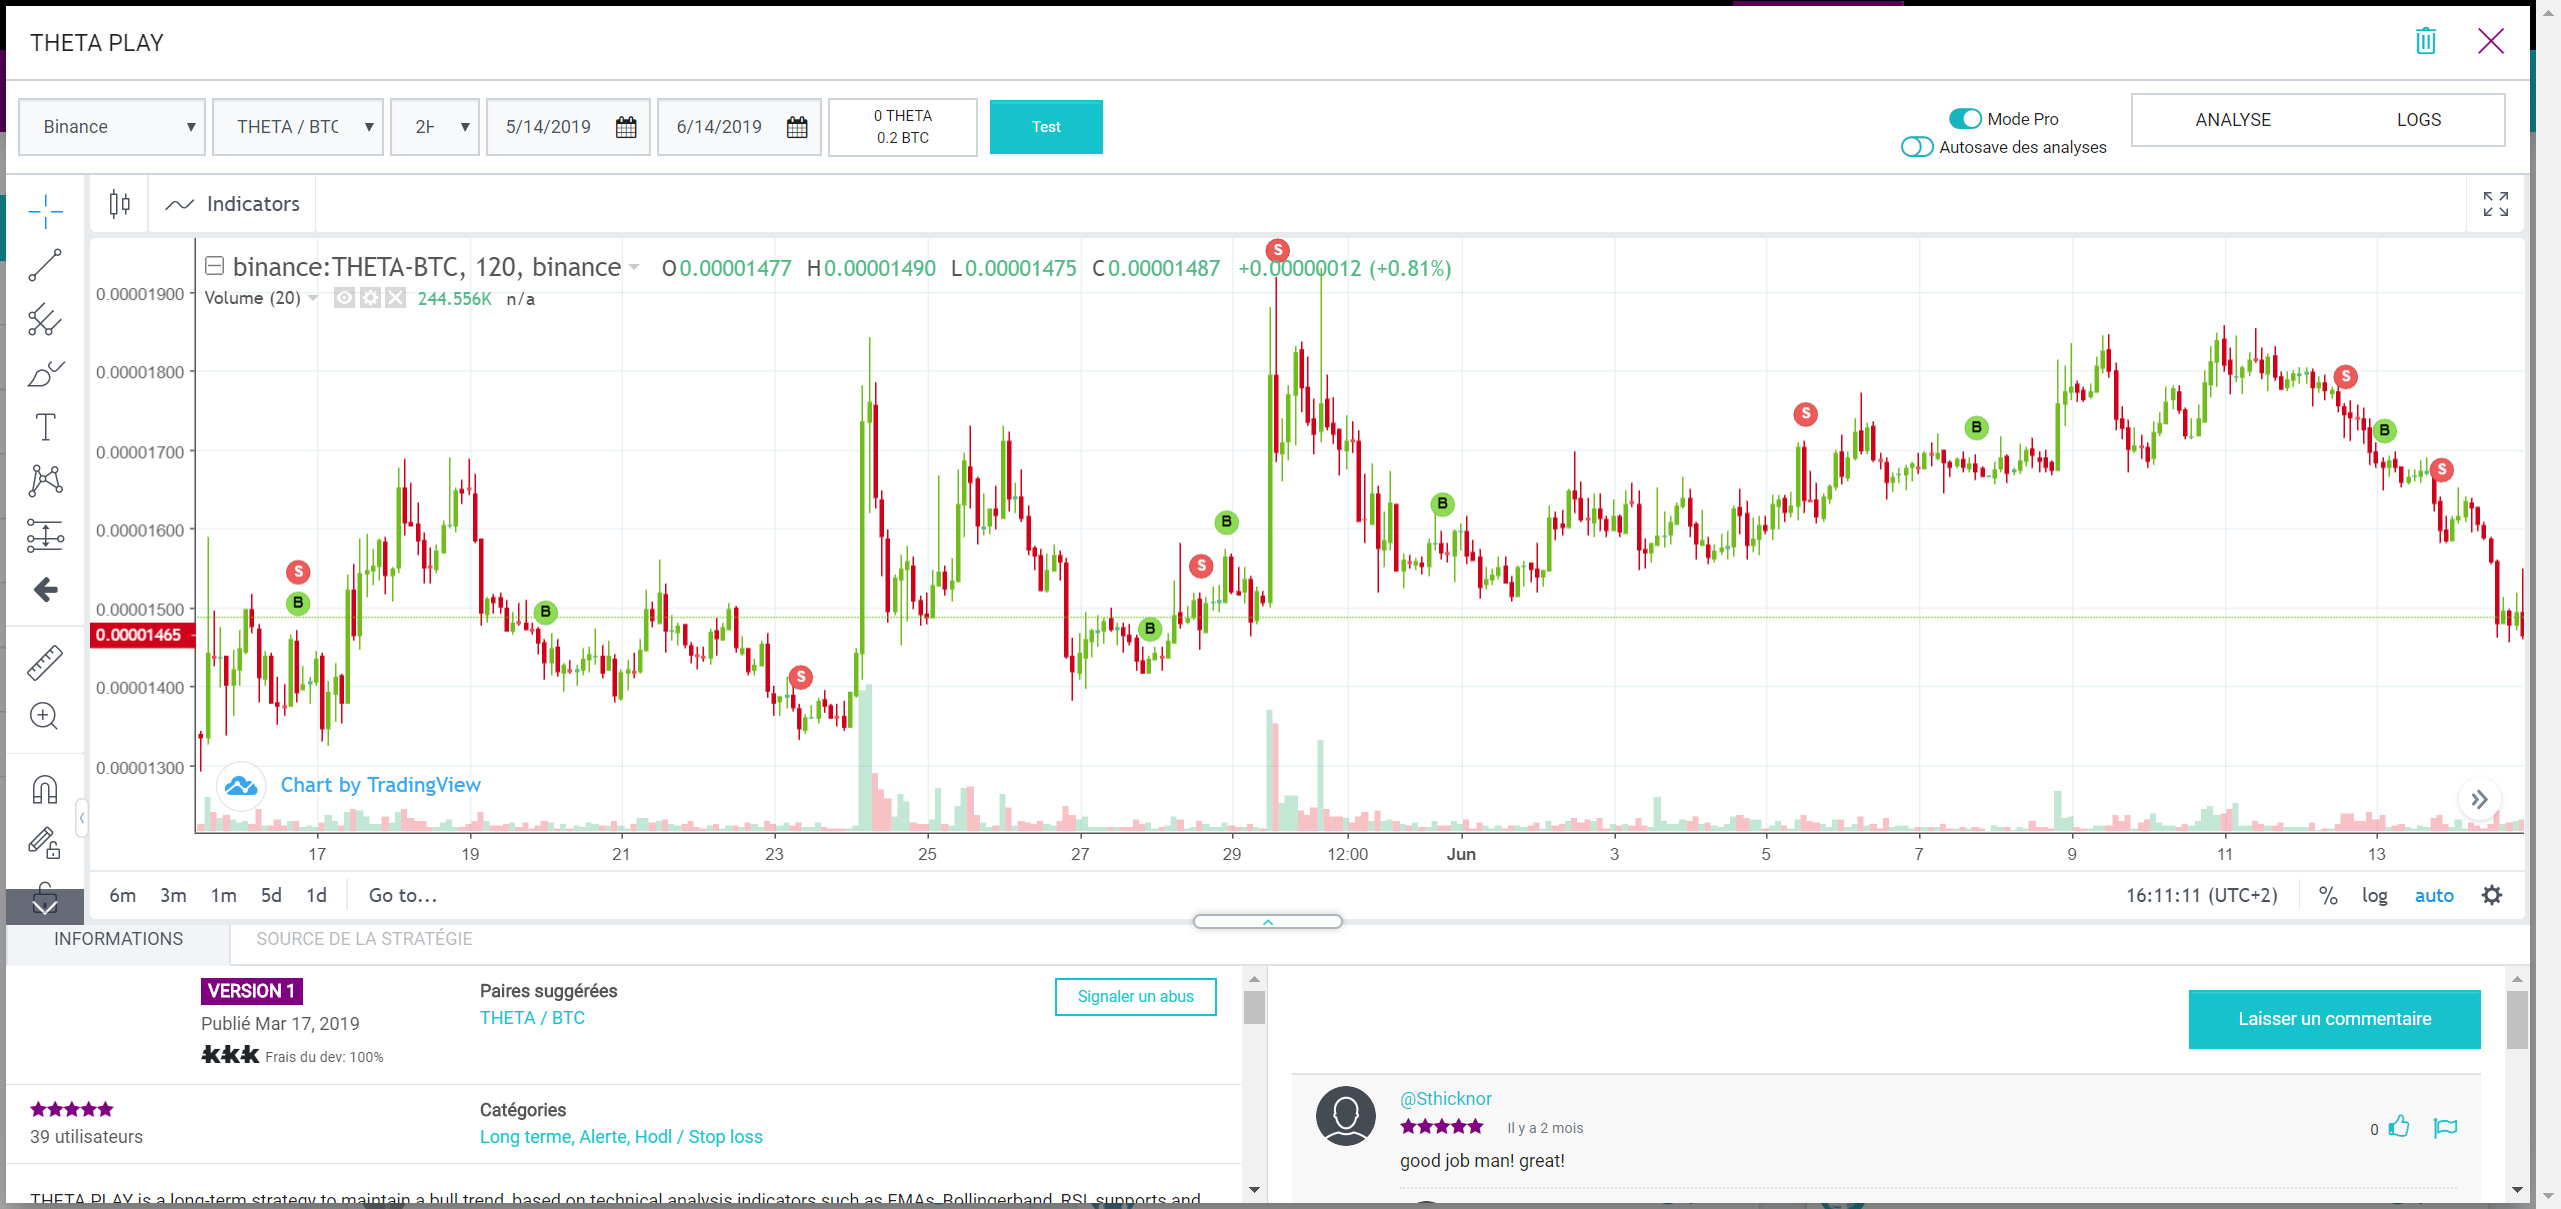 THETA PLAY
Binance
THETA / BTC
2H
5/14/2019
6/14/2019
0 THETA
0.2 BTC
Test
Mode Pro
Autosave des analyses
ANALYSE
LOGS
Indicators
binance:THETA-BTC, 120, binance O0.00001477 H0.00001490 L0.00001475 C0.00001487 +0.00000012 (+0.81%)
Volume (20) 244.556K n/a
0.00001900
0.00001800
0.00001700
0.00001600
0.00001500
0.00001465
0.00001400
0.00001300
S
B
B
S
B
S
B
S
B
S
B
S
B
S
Chart by TradingView
17 19 21 23 25 27 29 12:00 Jun 3 5 7 9 11 13
6m 3m 1m 5d 1d Go to...
16:11:11 (UTC+2) % log auto
INFORMATIONS
SOURCE DE LA STRATÉGIE
VERSION 1
Publié Mar 17, 2019
Frais du dev: 100%
Paires suggérées
THETA / BTC
Signaler un abus
39 utilisateurs
Catégories
Long terme, Alerte, Hodl / Stop loss
THETA PLAY is a long-term strategy to maintain a bull trend, based on technical analysis indicators such as EMAs, Bollingerband, RSI, supports and
Laisser un commentaire
@Sthicknor
Il y a 2 mois
0
good job man! great!